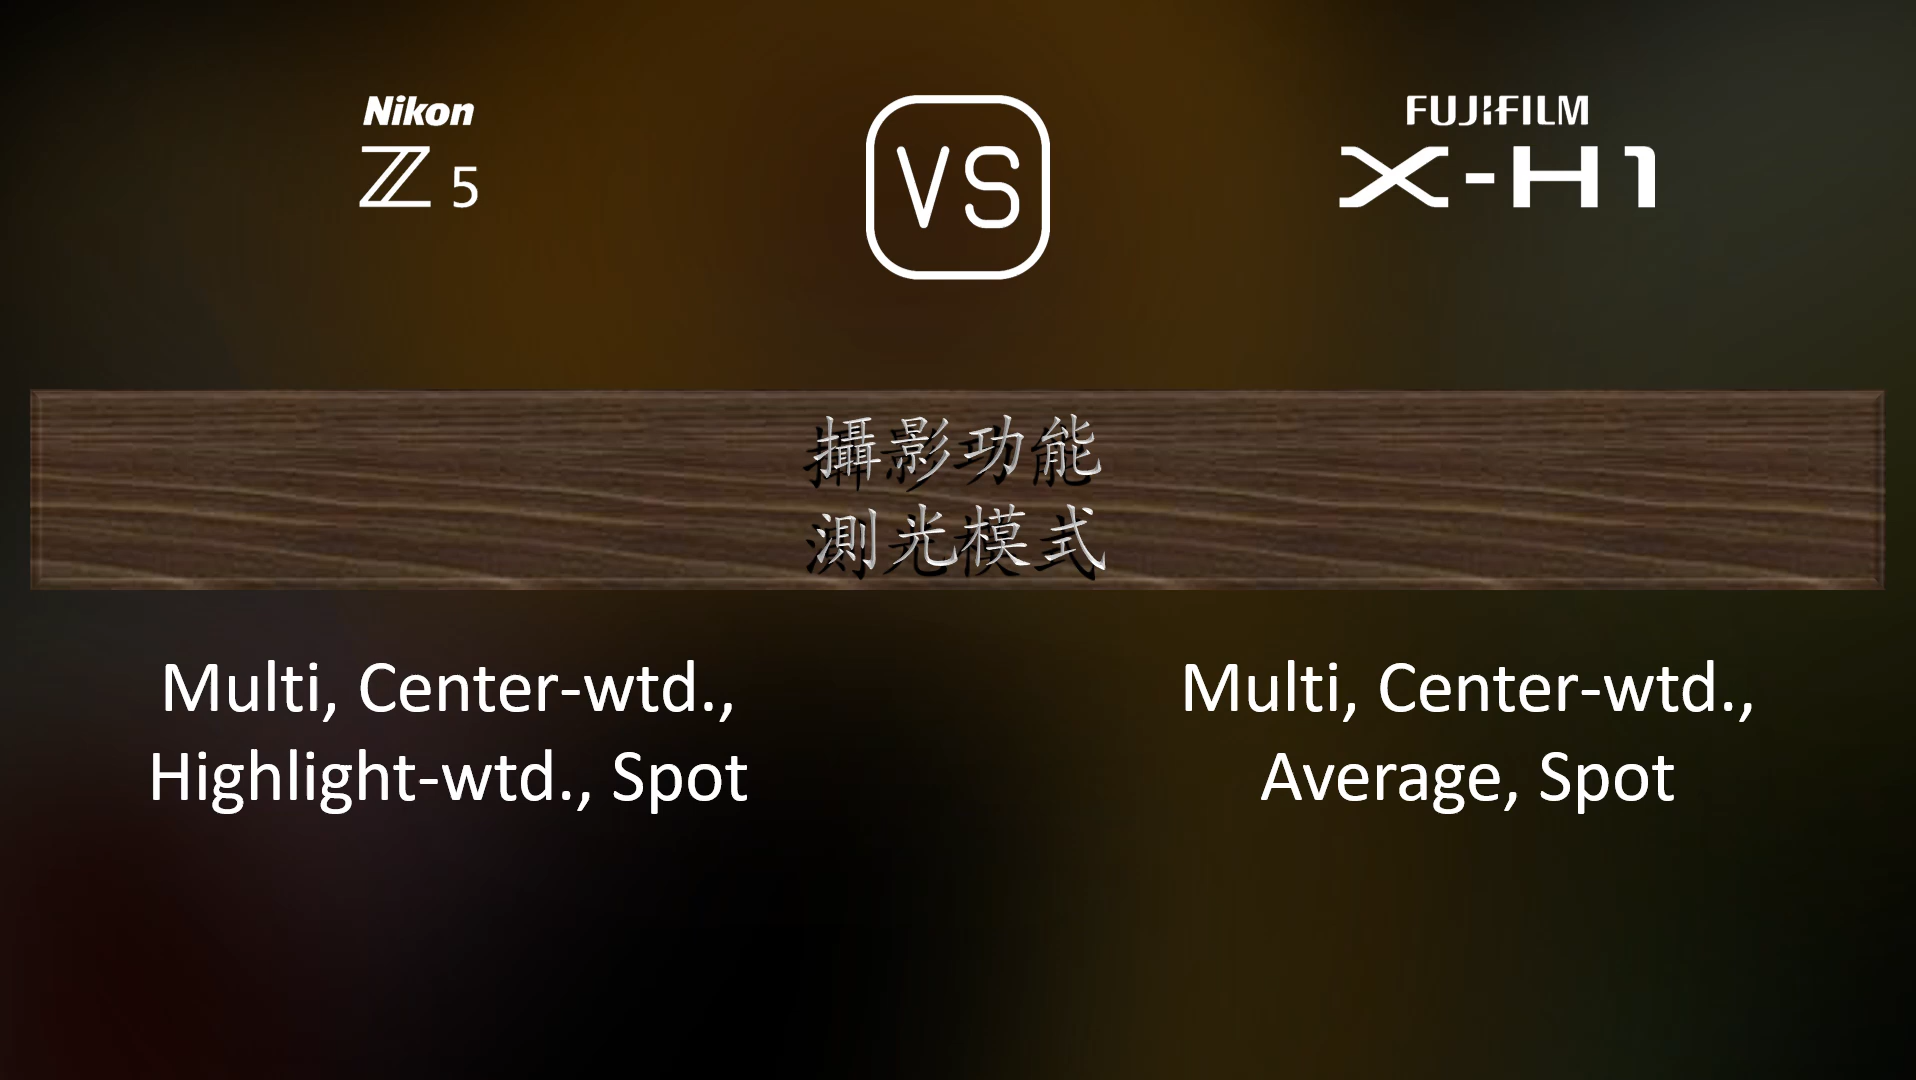 Nikon
Z 5
VS
FUJIFILM
X-H1
攝影功能
測光模式
Multi, Center-wtd.,
Highlight-wtd., Spot
Multi, Center-wtd.,
Average, Spot